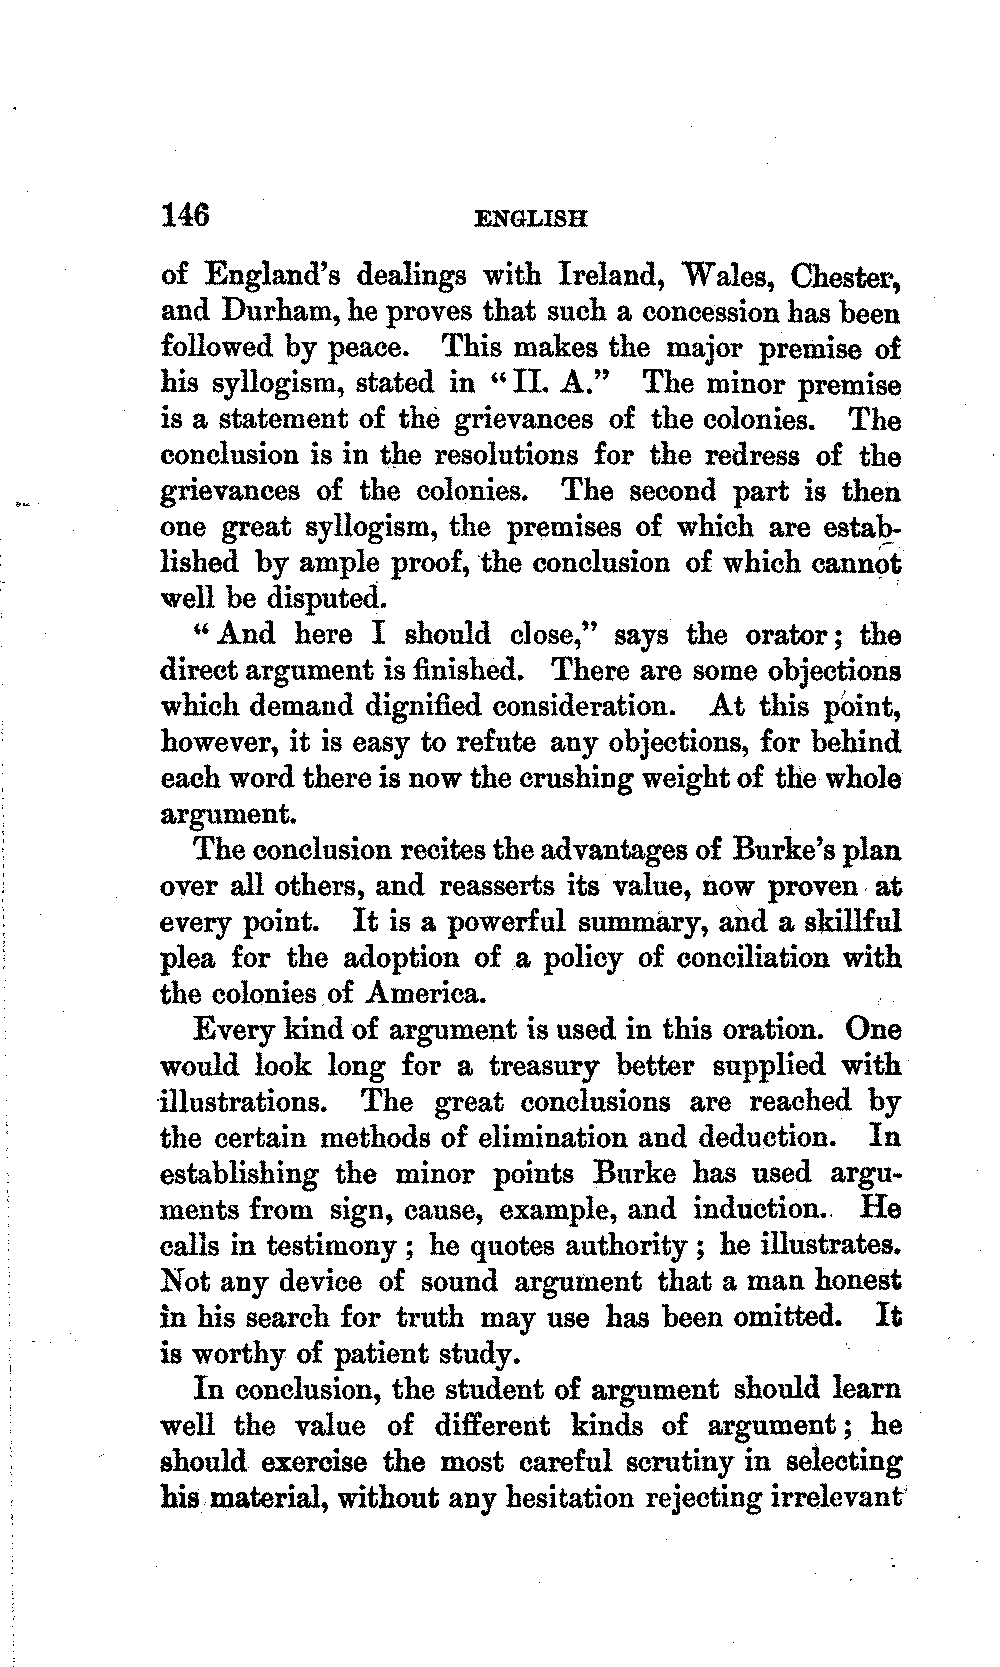 146 ENGLISH
of England's dealings with Ireland, Wales, Chester,
and Durham, he proves that such a concession has been
followed by peace. This makes the major premise of
his syllogism, stated in "II. A." The minor premise
is a statement of the grievances of the colonies. The
conclusion is in the resolutions for the redress of the
grievances of the colonies. The second part is then
one great syllogism, the premises of which are estab-
lished by ample proof, the conclusion of which cannot
well be disputed.
"And here I should close," says the orator; the
direct argument is finished. There are some objections
which demand dignified consideration. At this point,
however, it is easy to refute any objections, for behind
each word there is now the crushing weight of the whole
argument.
The conclusion recites the advantages of Burke's plan
over all others, and reasserts its value, now proven at
every point. It is a powerful summary, and a skillful
plea for the adoption of a policy of conciliation with
the colonies of America.
Every kind of argument is used in this oration. One
would look long for a treasury better supplied with
illustrations. The great conclusions are reached by
the certain methods of elimination and deduction. In
establishing the minor points Burke has used argu-
ments from sign, cause, example, and induction. He
calls in testimony; he quotes authority; he illustrates.
Not any device of sound argument that a man honest
in his search for truth may use has been omitted. It
is worthy of patient study.
In conclusion, the student of argument should learn
well the value of different kinds of argument; he
should exercise the most careful scrutiny in selecting
his material, without any hesitation rejecting irrelevant